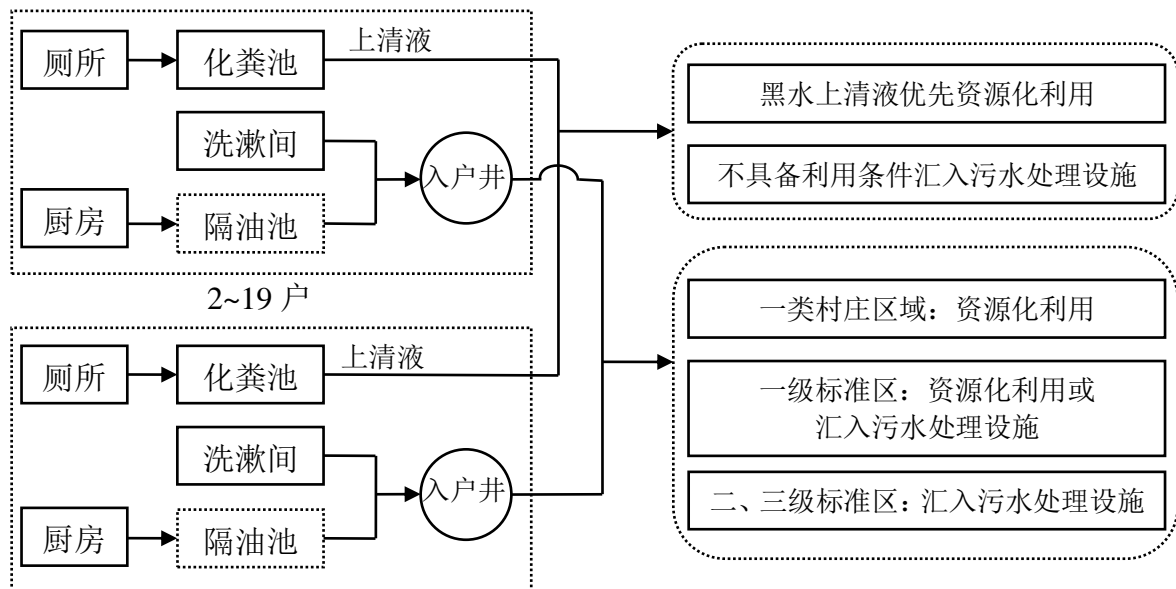 厕所
化粪池
上清液
洗漱间
入户井
厨房
隔油池
2~19 户
厕所
化粪池
上清液
洗漱间
入户井
厨房
隔油池
黑水上清液优先资源化利用
不具备利用条件汇入污水处理设施
一类村庄区域：资源化利用
一级标准区：资源化利用或
汇入污水处理设施
二、三级标准区：汇入污水处理设施